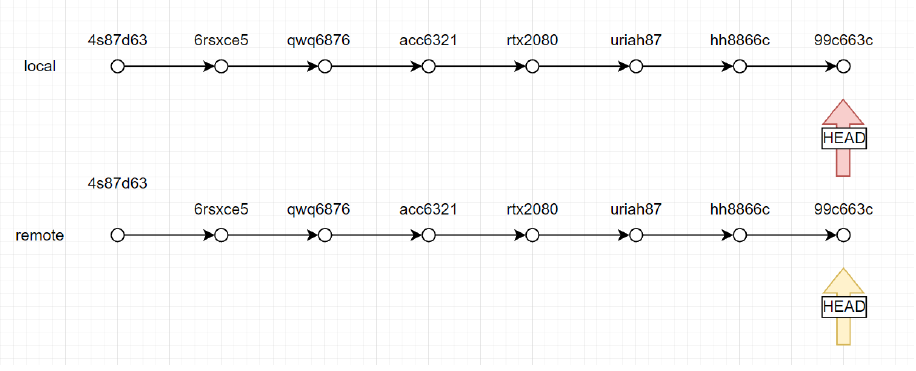 4s87d63 6rsxce5 qwq6876 acc6321 rtx2080 uriah87 hh8866c 99c663c
local
HEAD
4s87d63
6rsxce5 qwq6876 acc6321 rtx2080 uriah87 hh8866c 99c663c
remote
HEAD